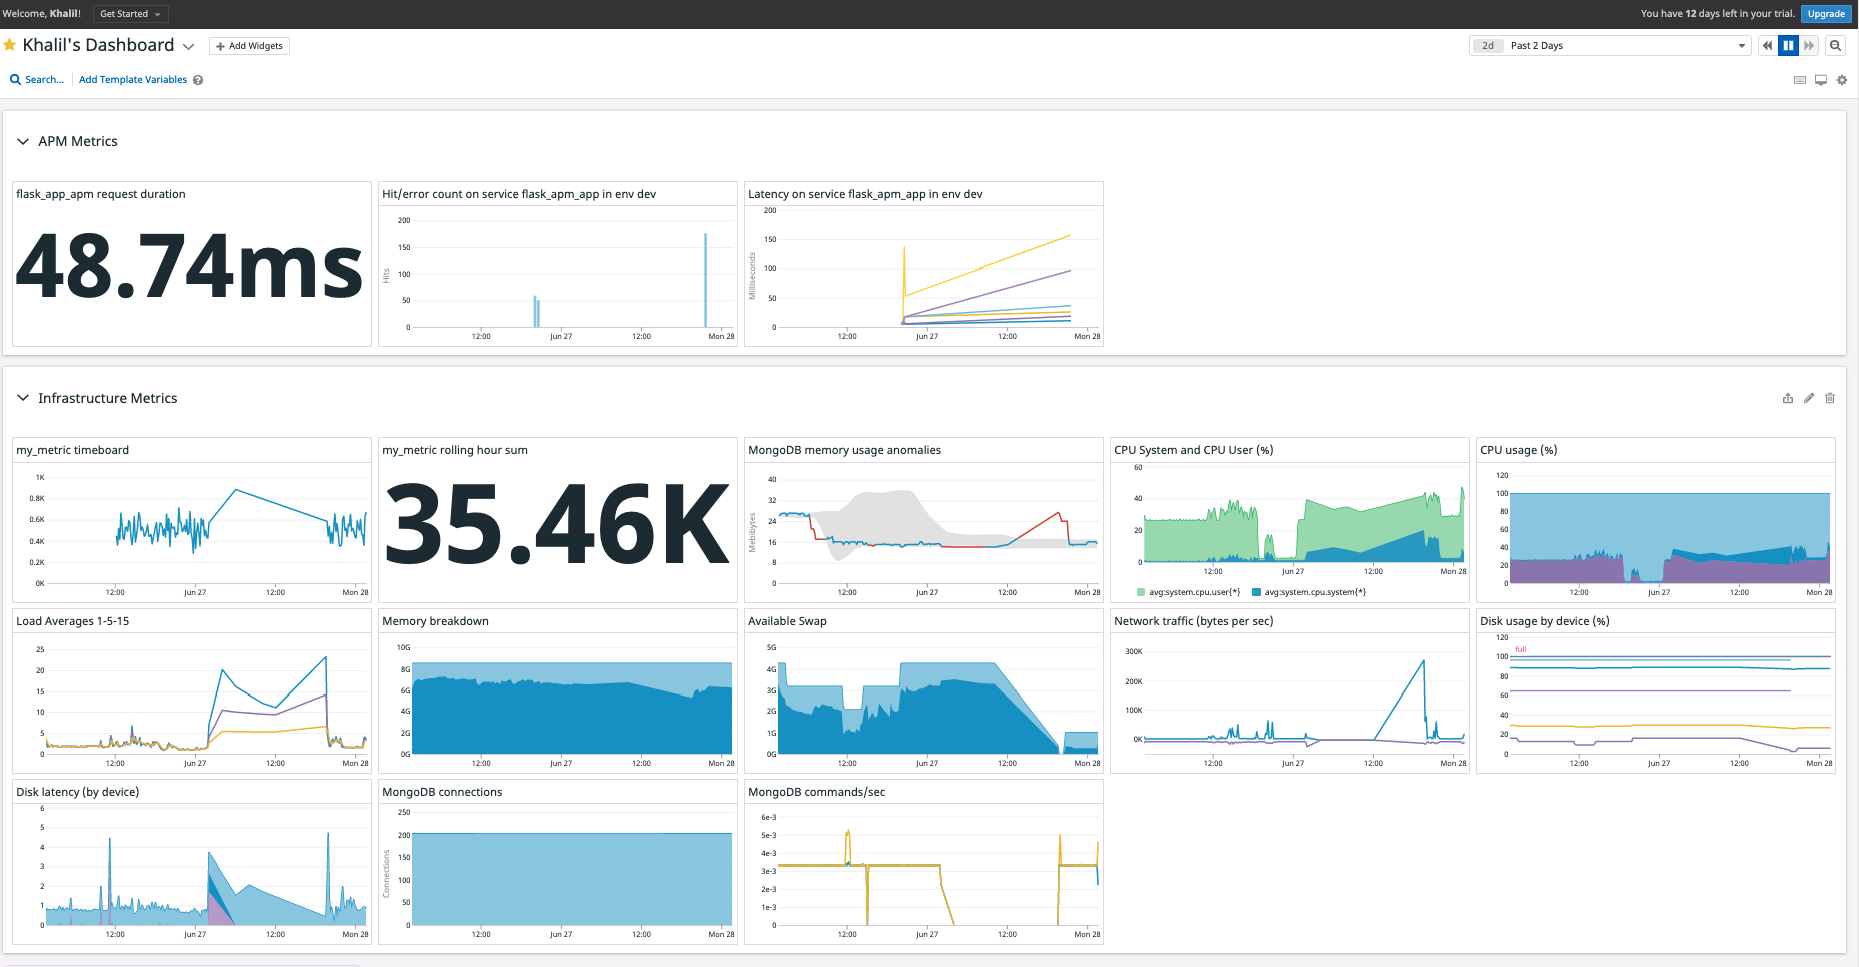 Welcome, Khalil!
Get Started
You have 12 days left in your trial.
Upgrade
Khalil's Dashboard
+ Add Widgets
2d Past 2 Days
Search...
Add Template Variables
APM Metrics
flask_app_apm request duration
48.74ms
Hit/error count on service flask_apm_app in env dev
200
150
100
50
0
Hits
12:00 Jun 27 12:00 Mon 28
Latency on service flask_apm_app in env dev
200
150
100
50
0
Milliseconds
12:00 Jun 27 12:00 Mon 28
Infrastructure Metrics
my_metric timeboard
1K
0.8K
0.6K
0.4K
0.2K
0K
12:00 Jun 27 12:00 Mon 28
my_metric rolling hour sum
35.46K
MongoDB memory usage anomalies
40
32
24
16
8
0
Mebibytes
12:00 Jun 27 12:00 Mon 28
CPU System and CPU User (%)
60
40
20
0
12:00 Jun 27 12:00 Mon 28
avg:system.cpu.user{*} avg:system.cpu.system{*}
CPU usage (%)
120
100
80
60
40
20
0
12:00 Jun 27 12:00 Mon 28
Load Averages 1-5-15
25
20
15
10
5
0
12:00 Jun 27 12:00 Mon 28
Memory breakdown
10G
8G
6G
4G
2G
0G
12:00 Jun 27 12:00 Mon 28
Available Swap
5G
4G
3G
2G
1G
0G
12:00 Jun 27 12:00 Mon 28
Network traffic (bytes per sec)
300K
200K
100K
0K
12:00 Jun 27 12:00 Mon 28
Disk usage by device (%)
120
full
100
80
60
40
20
0
12:00 Jun 27 12:00 Mon 28
Disk latency (by device)
6
5
4
3
2
1
0
12:00 Jun 27 12:00 Mon 28
MongoDB connections
250
200
150
100
50
0
Connections
12:00 Jun 27 12:00 Mon 28
MongoDB commands/sec
6e-3
5e-3
4e-3
3e-3
2e-3
1e-3
0
12:00 Jun 27 12:00 Mon 28